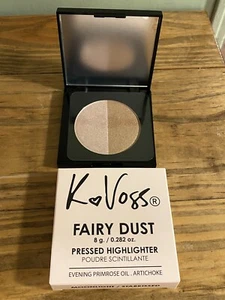 K♥Voss®
FAIRY DUST
8 g. / 0.282 oz.
PRESSED HIGHLIGHTER
POUDRE SCINTILLANTE
EVENING PRIMROSE OIL . ARTICHOKE